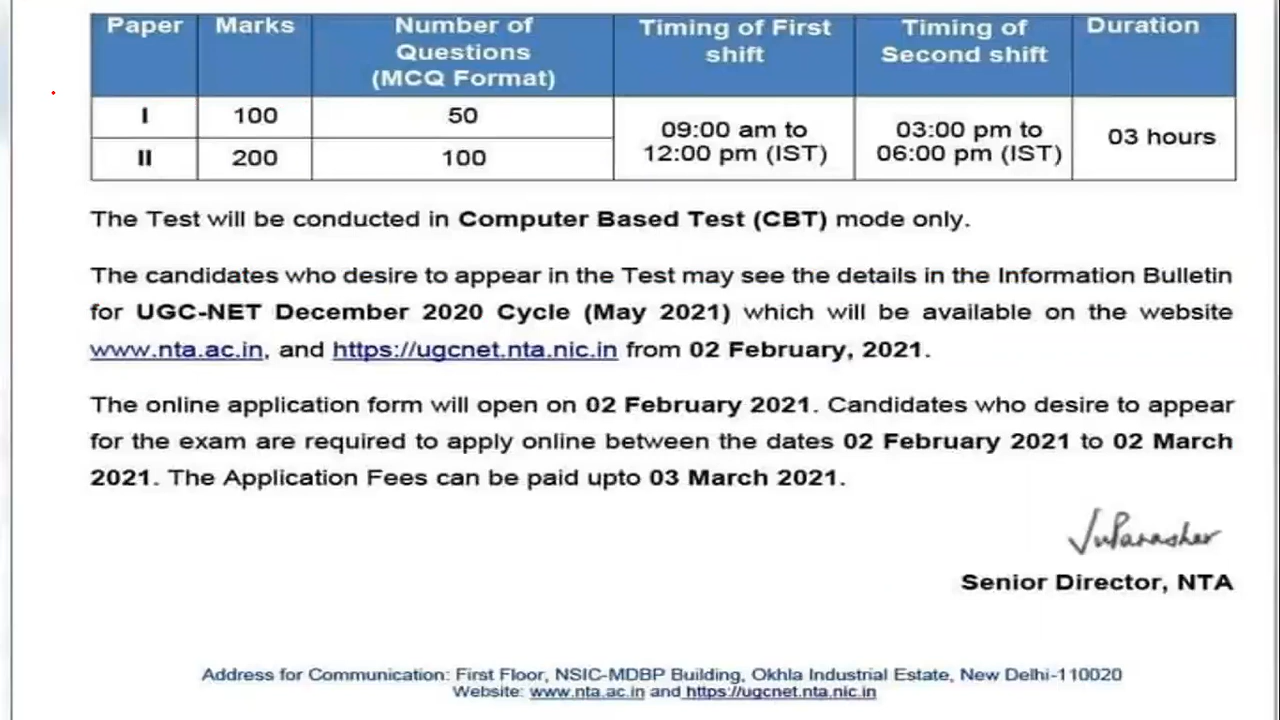 Paper Marks Number of Questions (MCQ Format) Timing of First shift Timing of Second shift Duration
I 100 50 09:00 am to 12:00 pm (IST) 03:00 pm to 06:00 pm (IST) 03 hours
II 200 100
The Test will be conducted in Computer Based Test (CBT) mode only.
The candidates who desire to appear in the Test may see the details in the Information Bulletin
for UGC-NET December 2020 Cycle (May 2021) which will be available on the website
www.nta.ac.in, and https://ugcnet.nta.nic.in from 02 February, 2021.
The online application form will open on 02 February 2021. Candidates who desire to appear
for the exam are required to apply online between the dates 02 February 2021 to 02 March
2021. The Application Fees can be paid upto 03 March 2021.
Senior Director, NTA
Address for Communication: First Floor, NSIC-MDBP Building, Okhla Industrial Estate, New Delhi-110020
Website: www.nta.ac.in and https://ugcnet.nta.nic.in